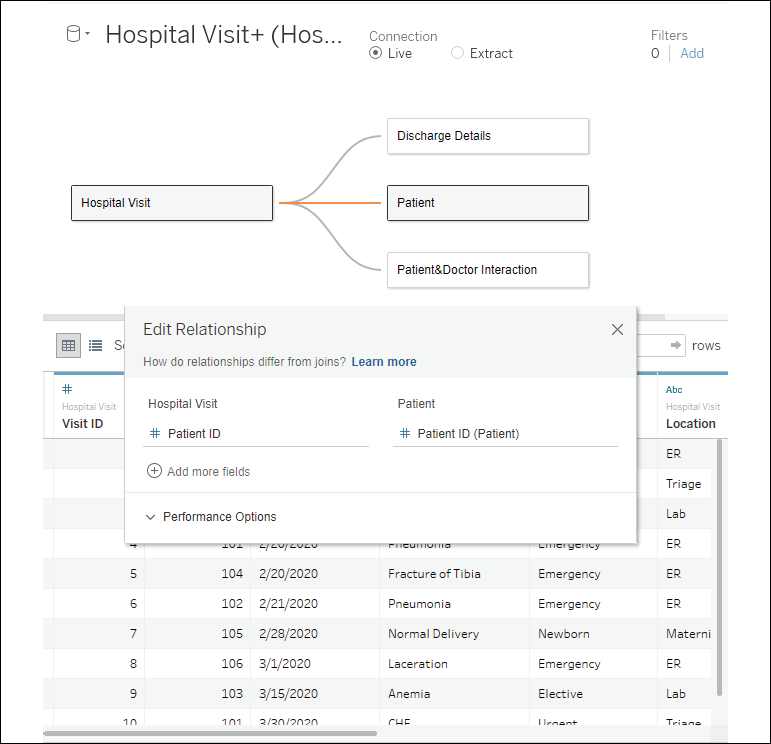 Hospital Visit+ (Hos...
Connection
Live
Extract
Filters
0
Add
Discharge Details
Hospital Visit
Patient
Patient&Doctor Interaction
Edit Relationship
How do relationships differ from joins? Learn more
Hospital Visit
Patient
# Patient ID
# Patient ID (Patient)
Add more fields
Performance Options
rows
#
Hospital Visit
Visit ID
Abc
Hospital Visit
Location
ER
Triage
Lab
4 101 2/20/2020 Pneumonia Emergency ER
5 104 2/20/2020 Fracture of Tibia Emergency ER
6 102 2/21/2020 Pneumonia Emergency ER
7 105 2/28/2020 Normal Delivery Newborn Materni
8 106 3/1/2020 Laceration Emergency ER
9 103 3/15/2020 Anemia Elective Lab
10 101 3/30/2020 CHF Urgent Triage